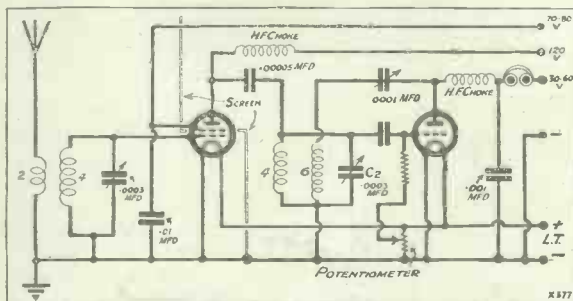 70-80
V
H.F. CHOKE
120
V
.00005 MFD
.0001 MFD
H.F. CHOKE
30-60
V
SCREEN
2
4
.0003
MFD
4
6
C2
.0003
MFD
.001
MFD
.01
MFD
+
L.T.
POTENTIOMETER
X377